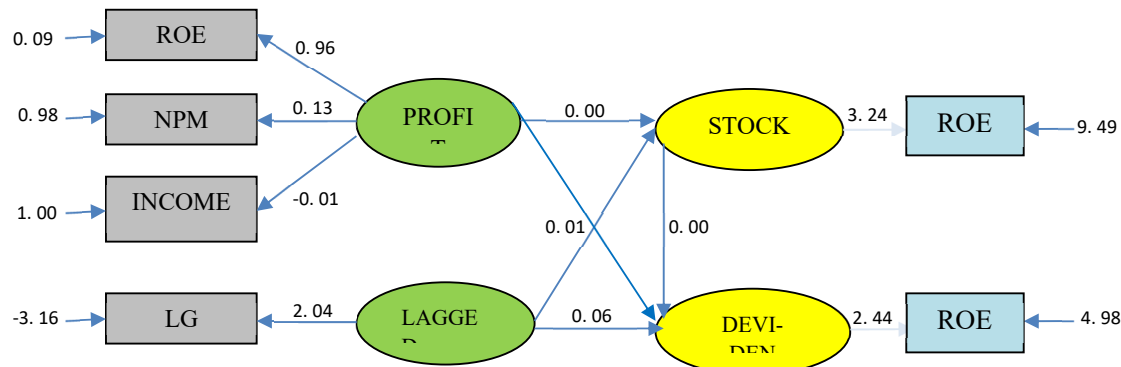 0. 09
ROE
0. 96
0. 98
NPM
0. 13
PROFI
T
0. 00
STOCK
3. 24
ROE
9. 49
1. 00
INCOME
-0. 01
0. 01
0. 00
-3. 16
LG
2. 04
LAGGE
0. 06
DEVI-
DEN
2. 44
ROE
4. 98